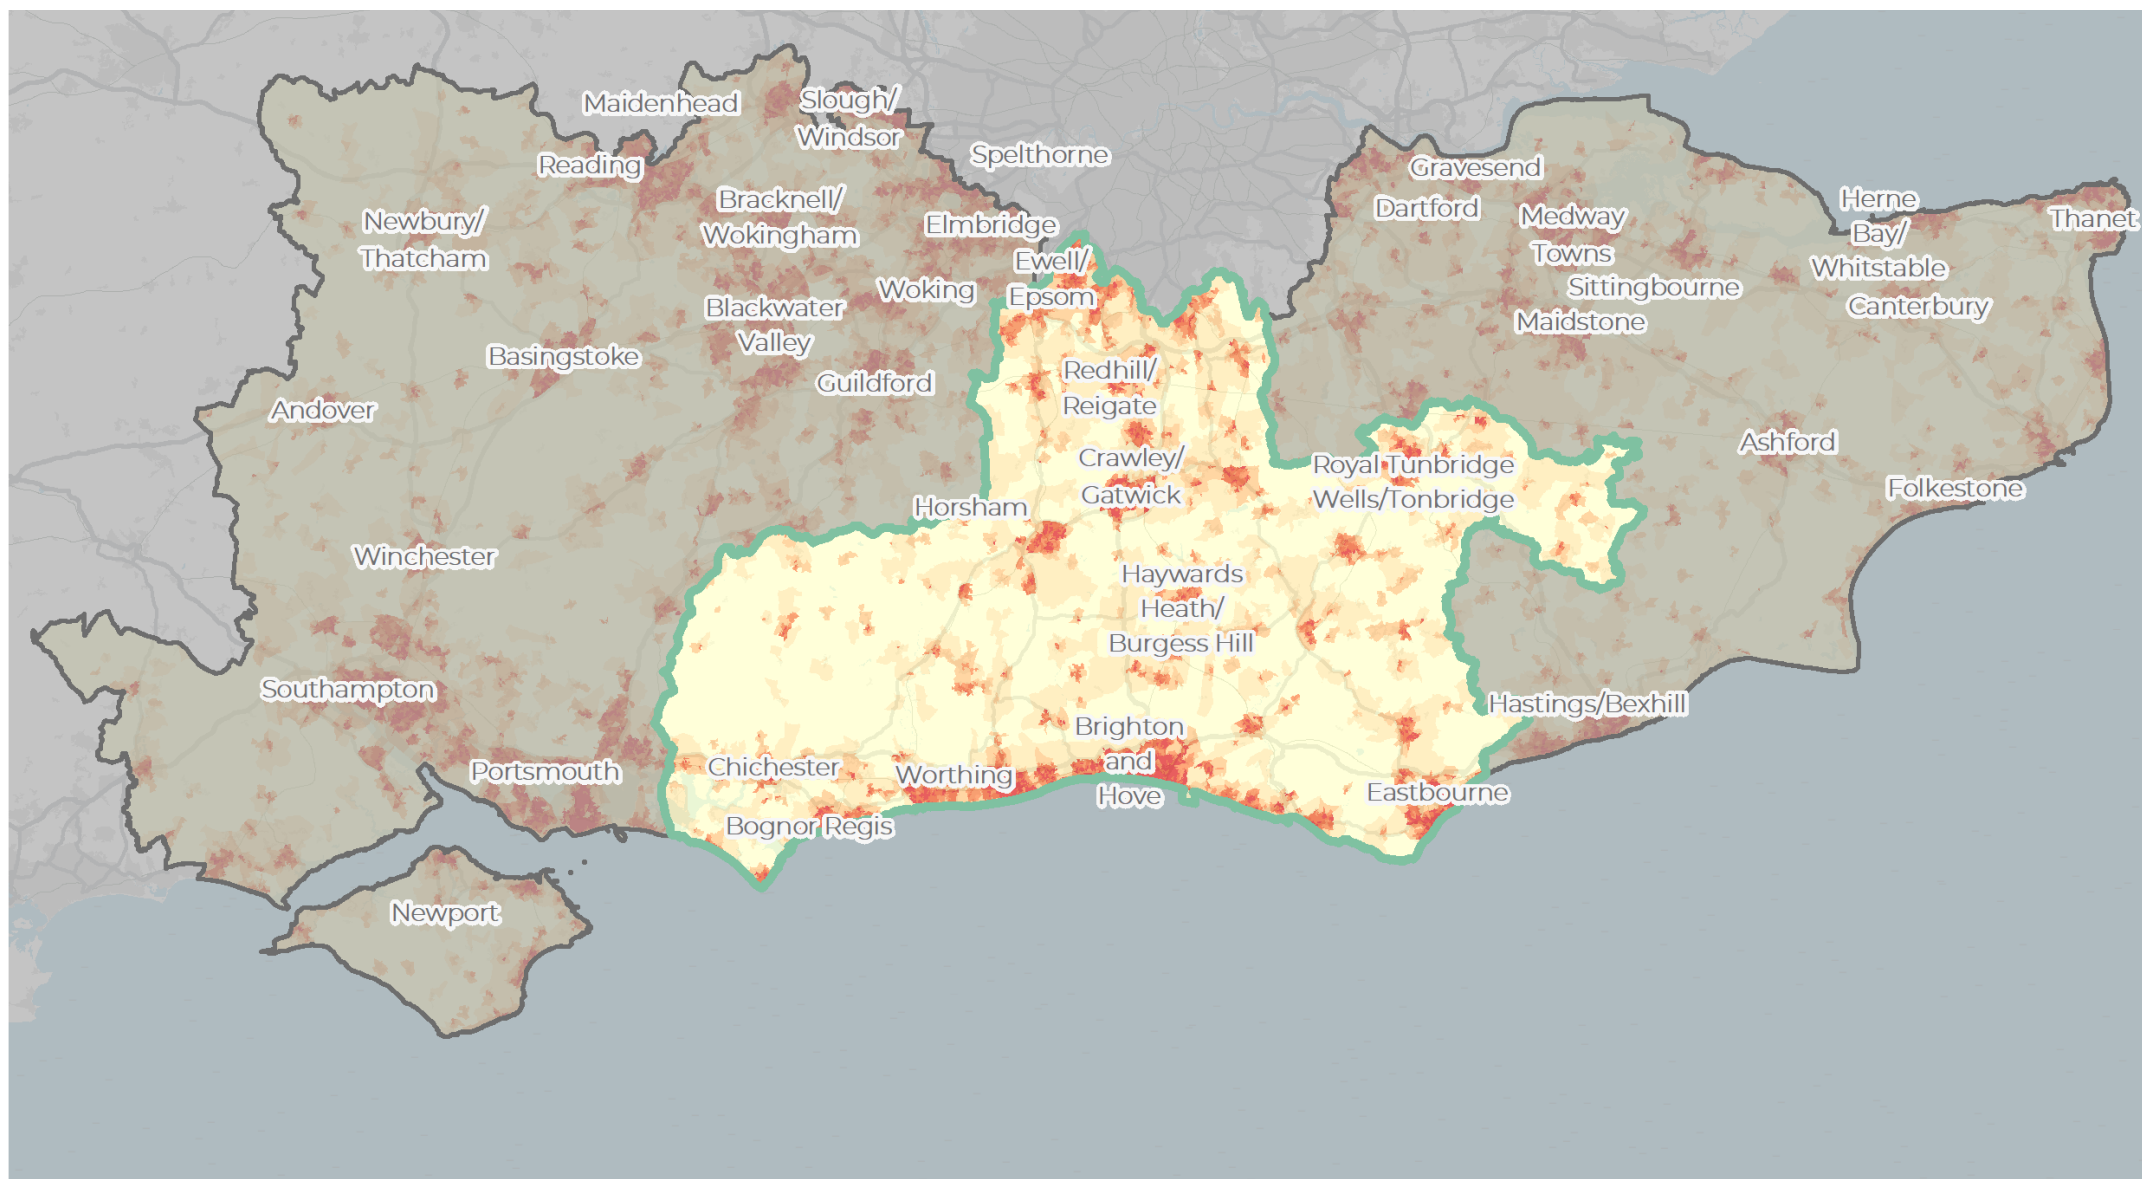 Maidenhead
Slough/
Windsor
Spelthorne
Reading
Gravesend
Bracknell/
Wokingham
Dartford
Medway
Towns
Herne
Bay/
Whitstable
Thanet
Newbury/
Thatcham
Elmbridge
Ewell/
Epsom
Woking
Sittingbourne
Canterbury
Blackwater
Valley
Maidstone
Basingstoke
Guildford
Redhill/
Reigate
Andover
Crawley/
Gatwick
Royal Tunbridge
Wells/Tonbridge
Ashford
Folkestone
Horsham
Winchester
Haywards
Heath/
Burgess Hill
Southampton
Hastings/Bexhill
Brighton
and
Hove
Portsmouth
Chichester
Worthing
Eastbourne
Bognor Regis
Newport